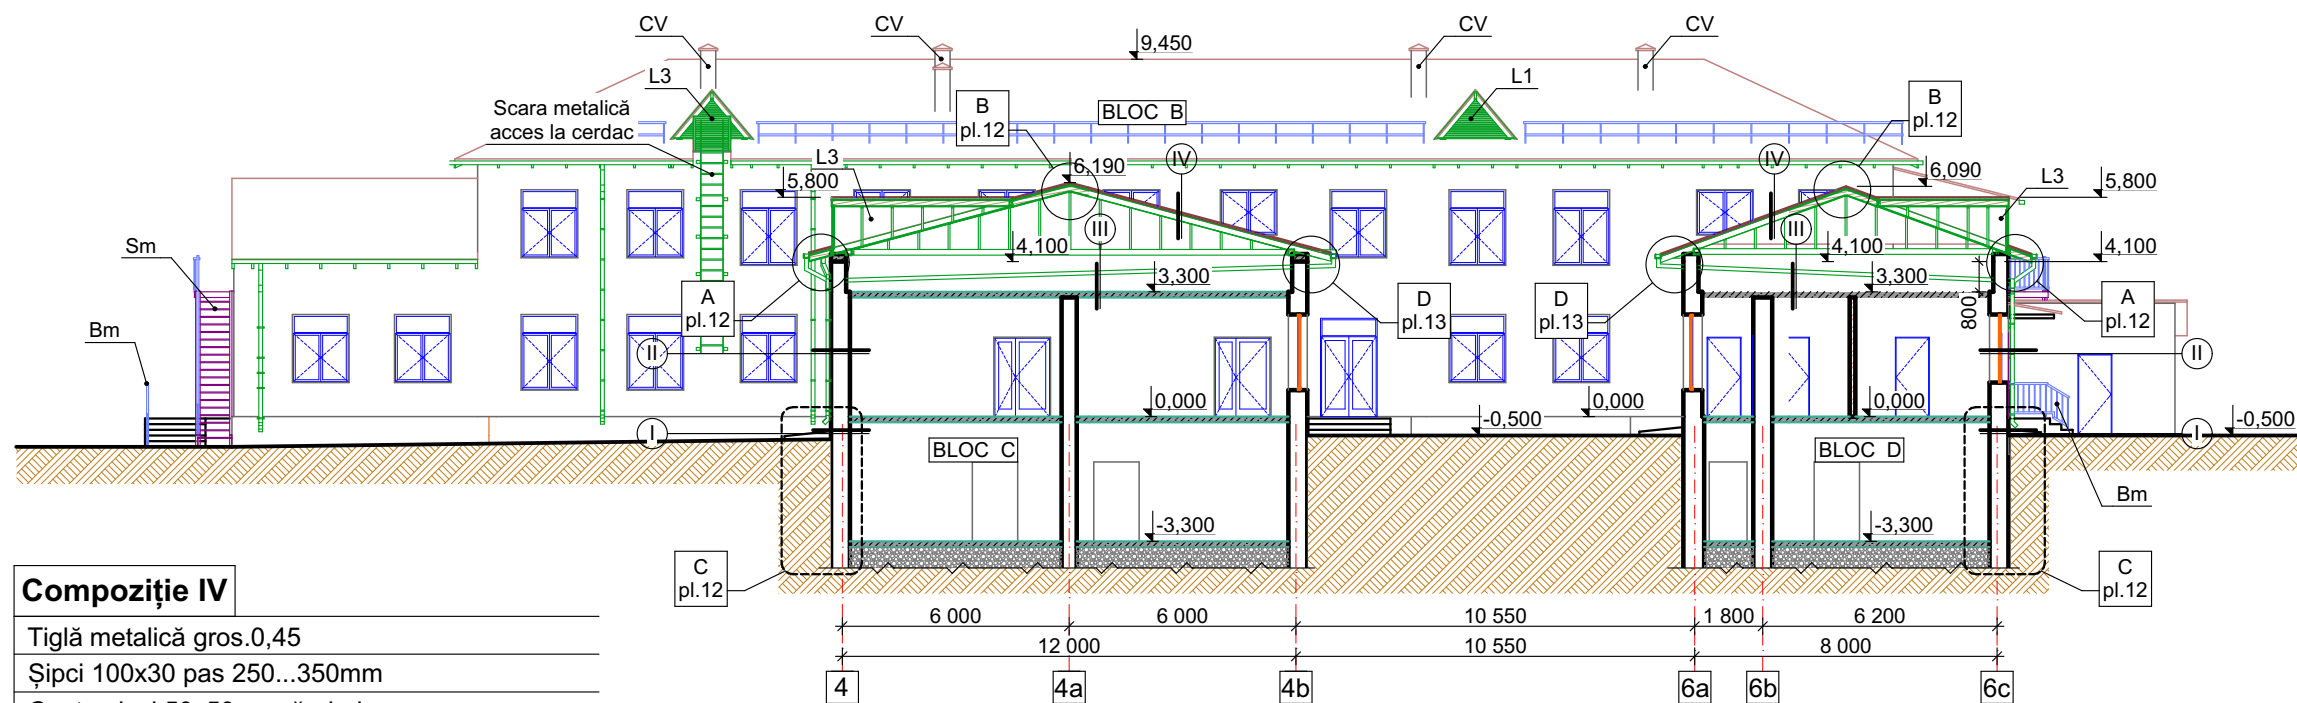 CV
CV
CV
CV
9,450
L3
L1
Scara metalică
acces la cerdac
B
pl.12
BLOC B
B
pl.12
L3
IV
IV
5,800
6,190
6,090
L3
5,800
Sm
III
III
4,100
4,100
4,100
3,300
3,300
A
pl.12
D
pl.13
D
pl.13
800
A
pl.12
Bm
II
II
0,000
0,000
0,000
I
-0,500
I
-0,500
BLOC C
BLOC D
Bm
-3,300
-3,300
C
pl.12
C
pl.12
Compoziție IV
Tiglă metalică gros.0,45
Șipci 100x30 pas 250...350mm
6 000
6 000
10 550
1 800
6 200
12 000
10 550
8 000
4
4a
4b
6a
6b
6c